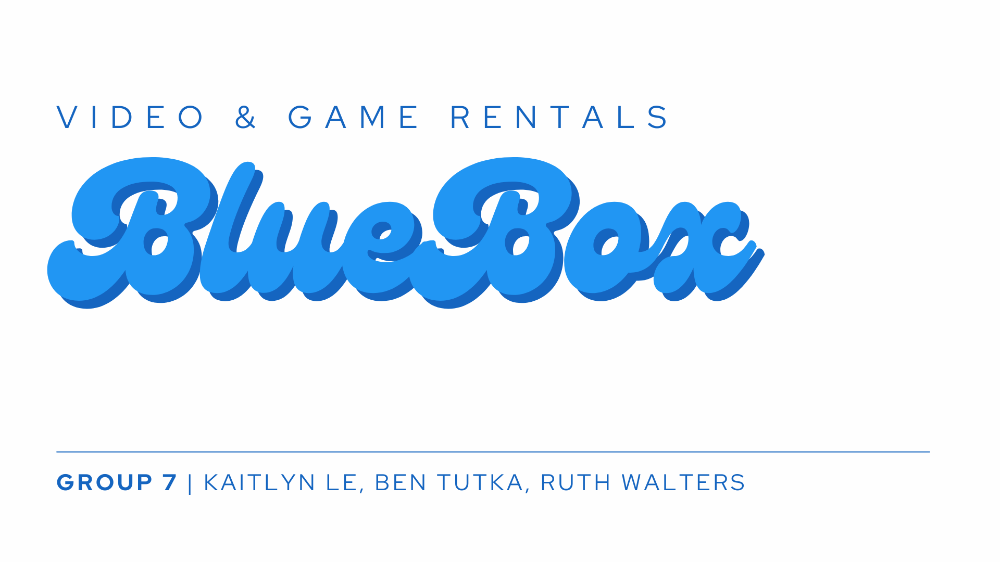 VIDEO & GAME RENTALS
BlueBox
GROUP 7 | KAITLYN LE, BEN TUTKA, RUTH WALTERS